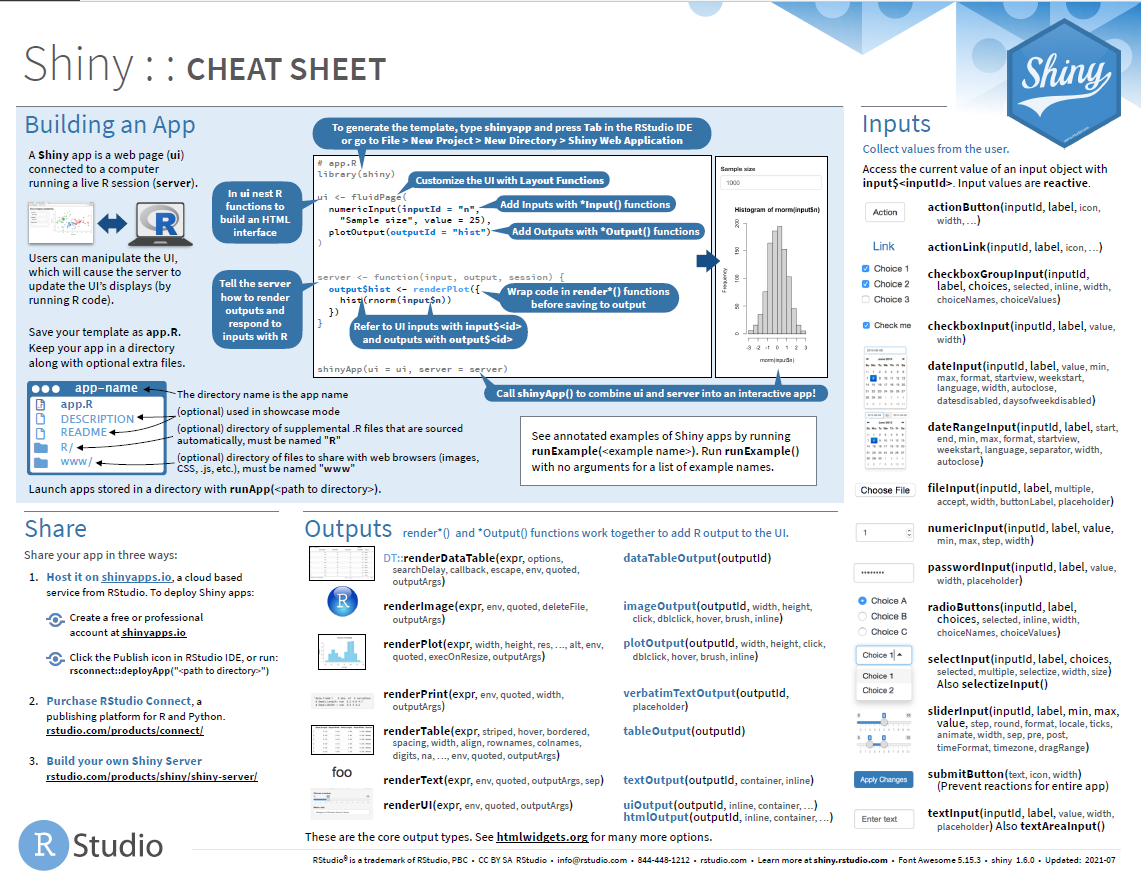 Shiny : : CHEAT SHEET
Shiny
Building an App
A Shiny app is a web page (ui)
connected to a computer
running a live R session (server).
Users can manipulate the UI,
which will cause the server to
update the UI's displays (by
running R code).
Save your template as app.R.
Keep your app in a directory
along with optional extra files.
app-name
app.R
DESCRIPTION
README
R/
www/
The directory name is the app name
(optional) used in showcase mode
(optional) directory of supplemental .R files that are sourced
automatically, must be named "R"
(optional) directory of files to share with web browsers (images,
CSS, .js, etc.), must be named "www"
Launch apps stored in a directory with runApp(<path to directory>).
To generate the template, type shinyapp and press Tab in the RStudio IDE
or go to File > New Project > New Directory > Shiny Web Application
In ui nest R
functions to
build an HTML
interface
Tell the server
how to render
outputs and
respond to
inputs with R
# app.R
library(shiny)
ui <- fluidPage(
numericInput(inputId = "n",
"Sample size", value = 25),
plotOutput(outputId = "hist")
)
server <- function(input, output, session) {
output$hist <- renderPlot({
hist(rnorm(input$n))
})
}
shinyApp(ui = ui, server = server)
Customize the UI with Layout Functions
Add Inputs with *Input() functions
Add Outputs with *Output() functions
Wrap code in render*() functions
before saving to output
Refer to UI inputs with input$<id>
and outputs with output$<id>
Call shinyApp() to combine ui and server into an interactive app!
Sample size
1000
Histogram of rnorm(input$n)
Frequency
0 50 100 150 200
-3 -2 -1 0 1 2 3
rnorm(input$n)
See annotated examples of Shiny apps by running
runExample(<example name>). Run runExample()
with no arguments for a list of example names.
Share
Share your app in three ways:
1. Host it on shinyapps.io, a cloud based
service from RStudio. To deploy Shiny apps:
Create a free or professional
account at shinyapps.io
Click the Publish icon in RStudio IDE, or run:
rsconnect::deployApp("<path to directory>")
2. Purchase RStudio Connect, a
publishing platform for R and Python.
rstudio.com/products/connect/
3. Build your own Shiny Server
rstudio.com/products/shiny/shiny-server/
Outputs render*() and *Output() functions work together to add R output to the UI.
DT::renderDataTable(expr, options,
searchDelay, callback, escape, env, quoted,
outputArgs)
dataTableOutput(outputId)
R
renderImage(expr, env, quoted, deleteFile,
outputArgs)
imageOutput(outputId, width, height,
click, dblclick, hover, brush, inline)
renderPlot(expr, width, height, res, ..., alt, env,
quoted, execOnResize, outputArgs)
plotOutput(outputId, width, height, click,
dblclick, hover, brush, inline)
renderPrint(expr, env, quoted, width,
outputArgs)
verbatimTextOutput(outputId,
placeholder)
renderTable(expr, striped, hover, bordered,
spacing, width, align, rownames, colnames,
digits, na, ..., env, quoted, outputArgs)
tableOutput(outputId)
foo
renderText(expr, env, quoted, outputArgs, sep)
textOutput(outputId, container, inline)
renderUI(expr, env, quoted, outputArgs)
uiOutput(outputId, inline, container, ...)
htmlOutput(outputId, inline, container, ...)
These are the core output types. See htmlwidgets.org for many more options.
Inputs
Collect values from the user.
Access the current value of an input object with
input$<inputId>. Input values are reactive.
Action
actionButton(inputId, label, icon,
width, ...)
Link
actionLink(inputId, label, icon, ...)
Choice 1
Choice 2
Choice 3
checkboxGroupInput(inputId,
label, choices, selected, inline, width,
choiceNames, choiceValues)
Check me
checkboxInput(inputId, label, value,
width)
dateInput(inputId, label, value, min,
max, format, startview, weekstart,
language, width, autoclose,
datesdisabled, daysofweekdisabled)
dateRangeInput(inputId, label, start,
end, min, max, format, startview,
weekstart, language, separator, width,
autoclose)
Choose File
fileInput(inputId, label, multiple,
accept, width, buttonLabel, placeholder)
1
numericInput(inputId, label, value,
min, max, step, width)
passwordInput(inputId, label, value,
width, placeholder)
Choice A
Choice B
Choice C
radioButtons(inputId, label,
choices, selected, inline, width,
choiceNames, choiceValues)
Choice 1
Choice 1
Choice 2
selectInput(inputId, label, choices,
selected, multiple, selectize, width, size)
Also selectizeInput()
sliderInput(inputId, label, min, max,
value, step, round, format, locale, ticks,
animate, width, sep, pre, post,
timeFormat, timezone, dragRange)
Apply Changes
submitButton(text, icon, width)
(Prevent reactions for entire app)
Enter text
textInput(inputId, label, value, width,
placeholder) Also textAreaInput()
R Studio
RStudio® is a trademark of RStudio, PBC • CC BY SA RStudio • info@rstudio.com • 844-448-1212 • rstudio.com • Learn more at shiny.rstudio.com • Font Awesome 5.15.3 • shiny 1.6.0 • Updated: 2021-07